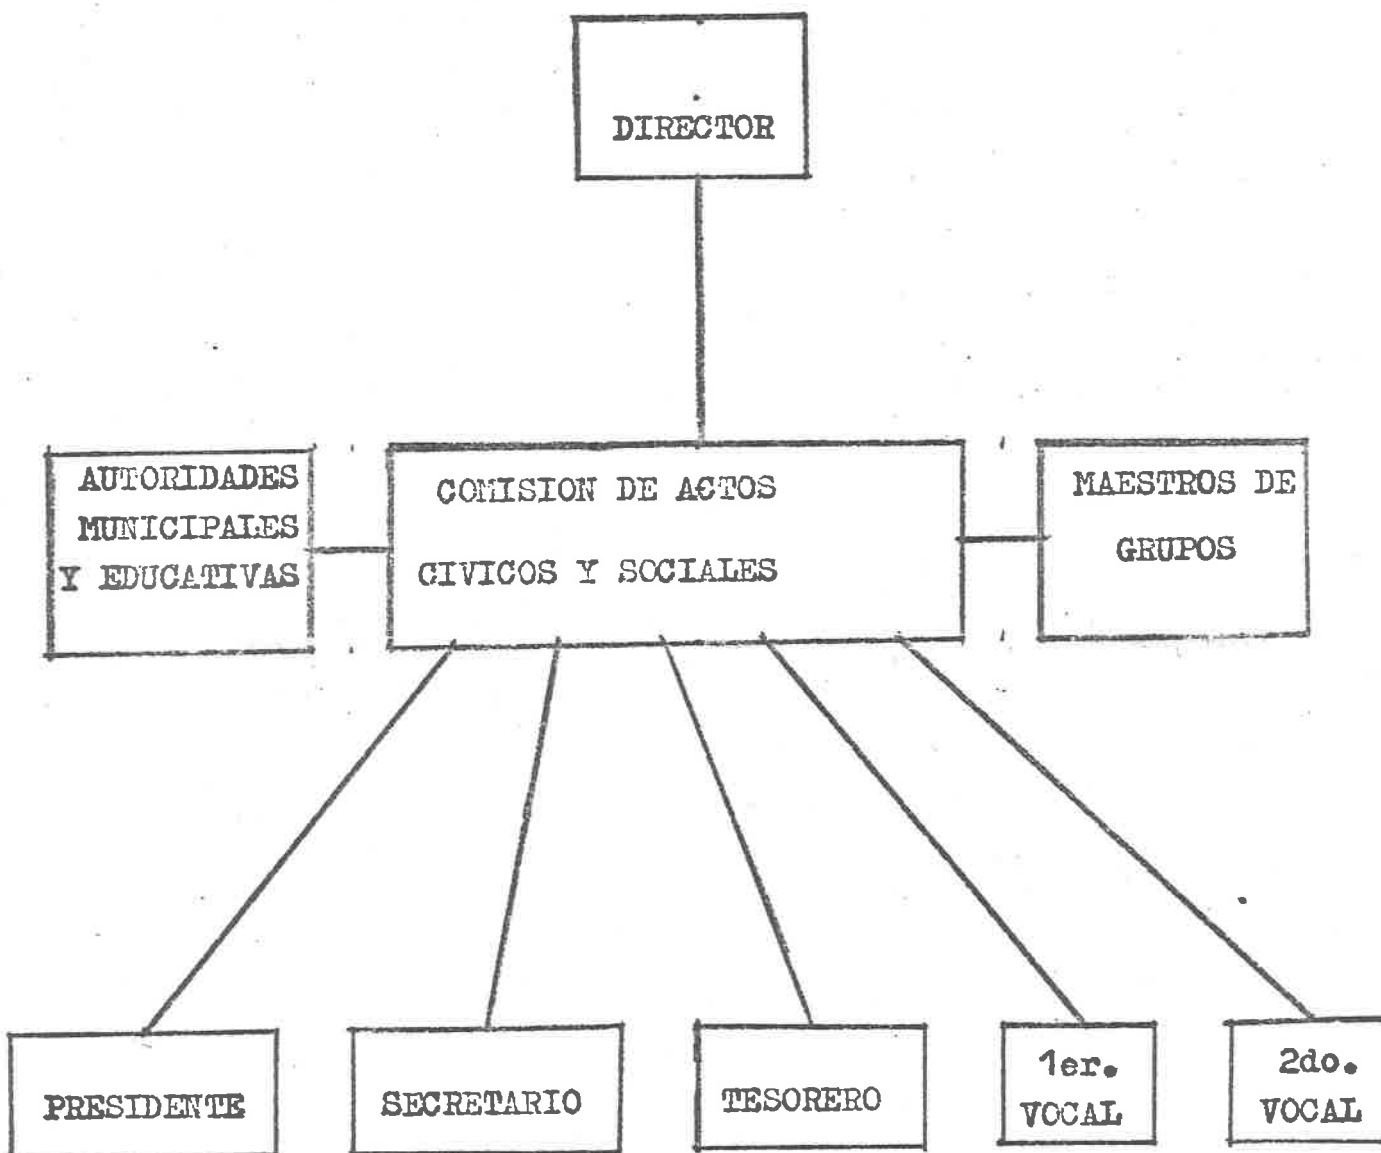 DIRECTOR
AUTORIDADES
MUNICIPALES
Y EDUCATIVAS
COMISION DE ACTOS
CIVICOS Y SOCIALES
MAESTROS DE
GRUPOS
PRESIDENTE
SECRETARIO
TESORERO
1er.
VOCAL
2do.
VOCAL